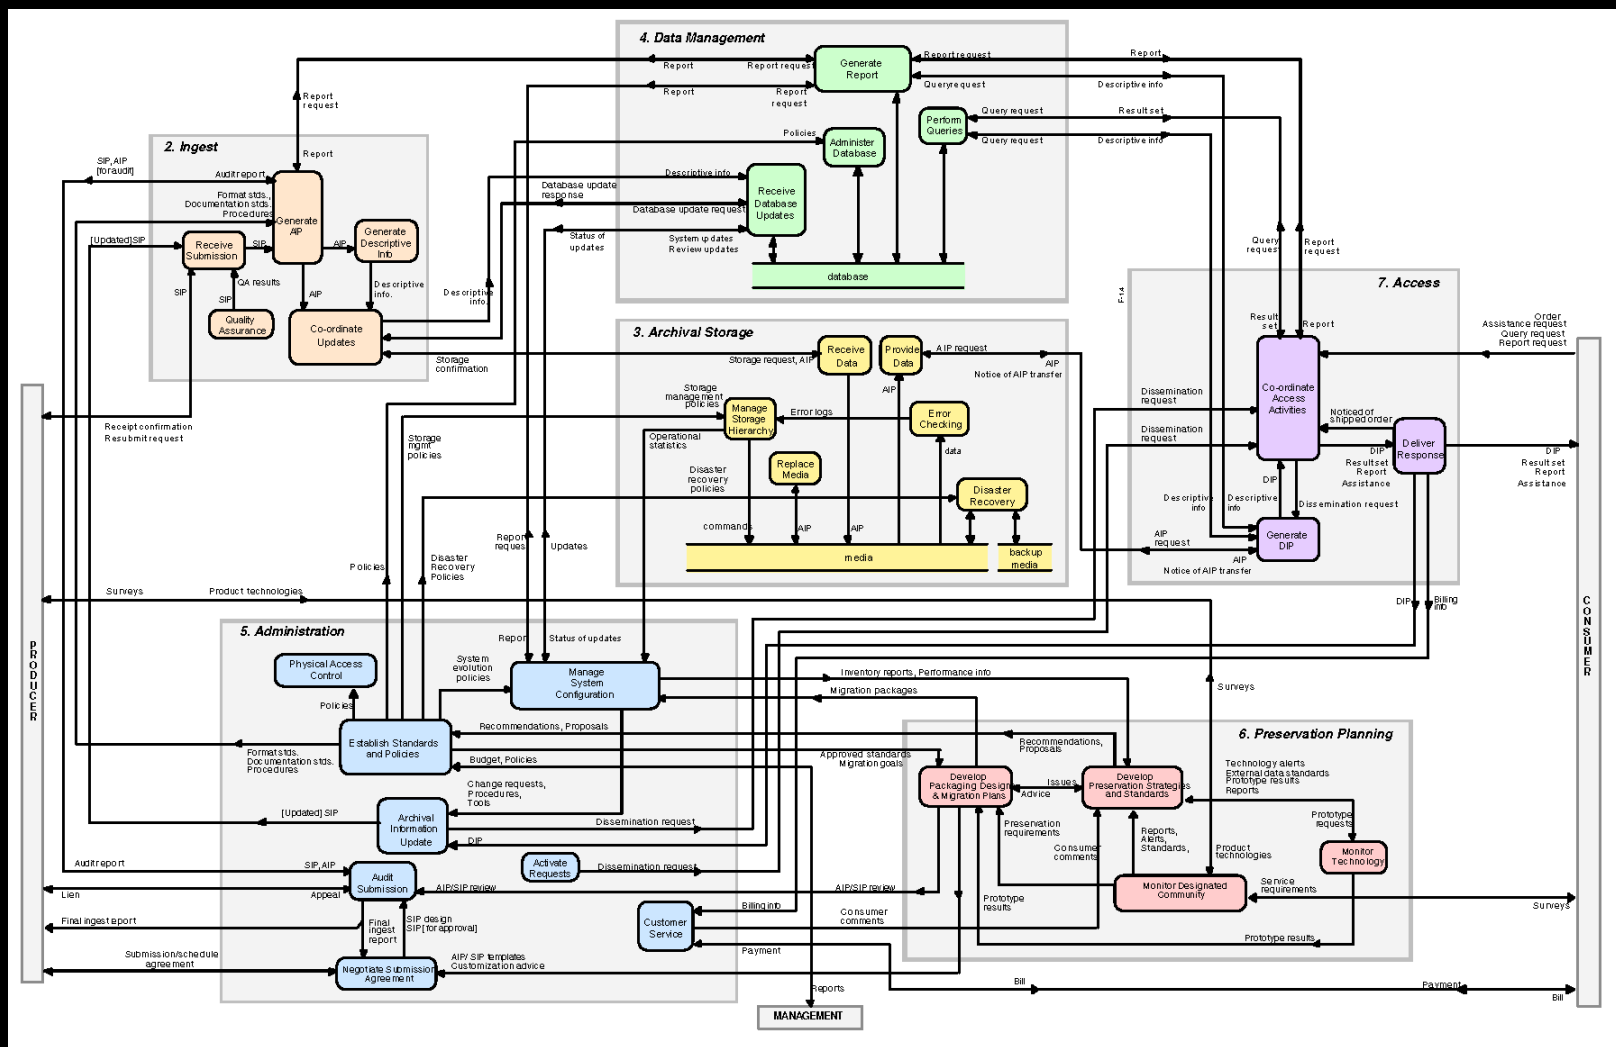 4. Data Management
Generate
Report
Report
Report request
Report request
Report
Report
Report
request
Queryrequest
Descriptive info
Report
request
Perform
Queries
Query request
Result set
Query request
Descriptive info
Policies
Administer
Database
Receive
Database
Updates
Descriptive info
Database update
response
Database update request
Status of
updates
System updates
Review updates
database
2. Ingest
Report
SIP, AIP
[for audit]
Audit report
Format stds.,
Documentation stds.
Procedures
Generate
AIP
[Updated]SIP
Receive
Submission
SIP
AIP
Generate
Descriptive
Info
QA results
SIP
SIP
AIP
Descriptive
info.
Descriptive
info.
Quality
Assurance
Co-ordinate
Updates
Storage
confirmation
3. Archival Storage
Storage request, AIP
Receive
Data
Provide
Data
AIP request
AIP
Notice of AIP transfer
Storage
management
policies
AIP
Manage
Storage
Hierarchy
Error logs
Error
Checking
Operational
statistics
data
Replace
Media
Disaster
recovery
policies
Disaster
Recovery
commands
AIP
AIP
media
backup
media
Storage
mgmt
policies
7. Access
F-1.4
Query
request
Report
request
Result
set
Report
Order
Assistance request
Query request
Report request
Co-ordinate
Access
Activities
Dissemination
request
Dissemination
request
Noticed of
shipped order
Deliver
Response
DIP
Result set
Report
Assistance
DIP
Result set
Report
Assistance
DIP
Descriptive
info
Descriptive
info
Dissemination request
Generate
DIP
AIP
request
AIP
Notice of AIP transfer
DIP
Billing
info
Receipt confirmation
Resubmit request
Report
request
Updates
Policies
Disaster
Recovery
Policies
Surveys
Product technologies
PRODUCER
CONSUMER
5. Administration
Physical Access
Control
Policies
System
evolution
policies
Report
Status of updates
Manage
System
Configuration
Inventory reports, Performance info
Migration packages
Surveys
Establish Standards
and Policies
Recommendations, Proposals
Format stds.
Documentation stds.
Procedures
Budget, Policies
Approved standards
Migration goals
Change requests,
Procedures,
Tools
[Updated] SIP
Archival
Information
Update
Dissemination request
DIP
Activate
Requests
Dissemination request
Audit report
SIP, AIP
Audit
Submission
AIP/SIP review
AIP/SIP review
Lien
Appeal
Final ingest report
Final
ingest
report
SIP design
SIP [for approval]
Customer
Service
Billing info
Consumer
comments
Payment
Submission/schedule
agreement
Negotiate Submission
Agreement
AIP/ SIP templates
Customization advice
Reports
MANAGEMENT
Bill
Payment
Bill
6. Preservation Planning
Recommendations,
Proposals
Technology alerts
External data standards
Prototype results
Reports
Develop
Packaging Design
& Migration Plans
Issues
Advice
Develop
Preservation Strategies
and Standards
Preservation
requirements
Consumer
comments
Reports,
Alerts,
Standards,
Prototype
requests
Product
technologies
Monitor
Technology
Monitor Designated
Community
Service
requirements
Surveys
Prototype
results
Prototype results